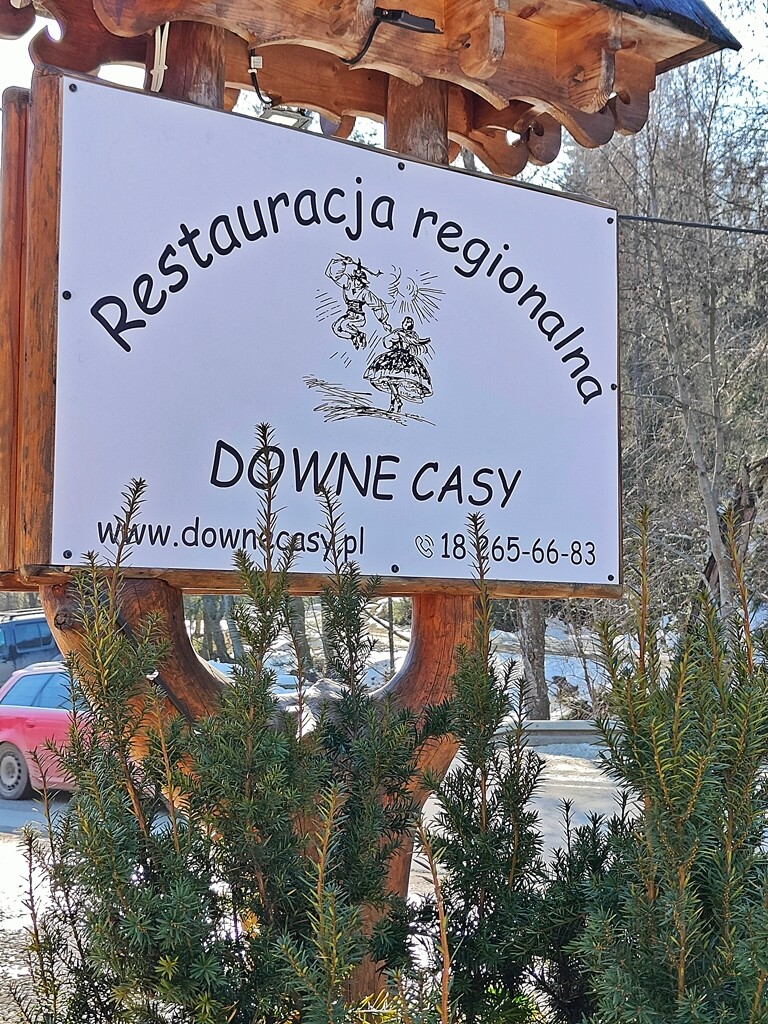 Restauracja regionalna
DOWNE CASY
www.downecasy.pl
18 265-66-83